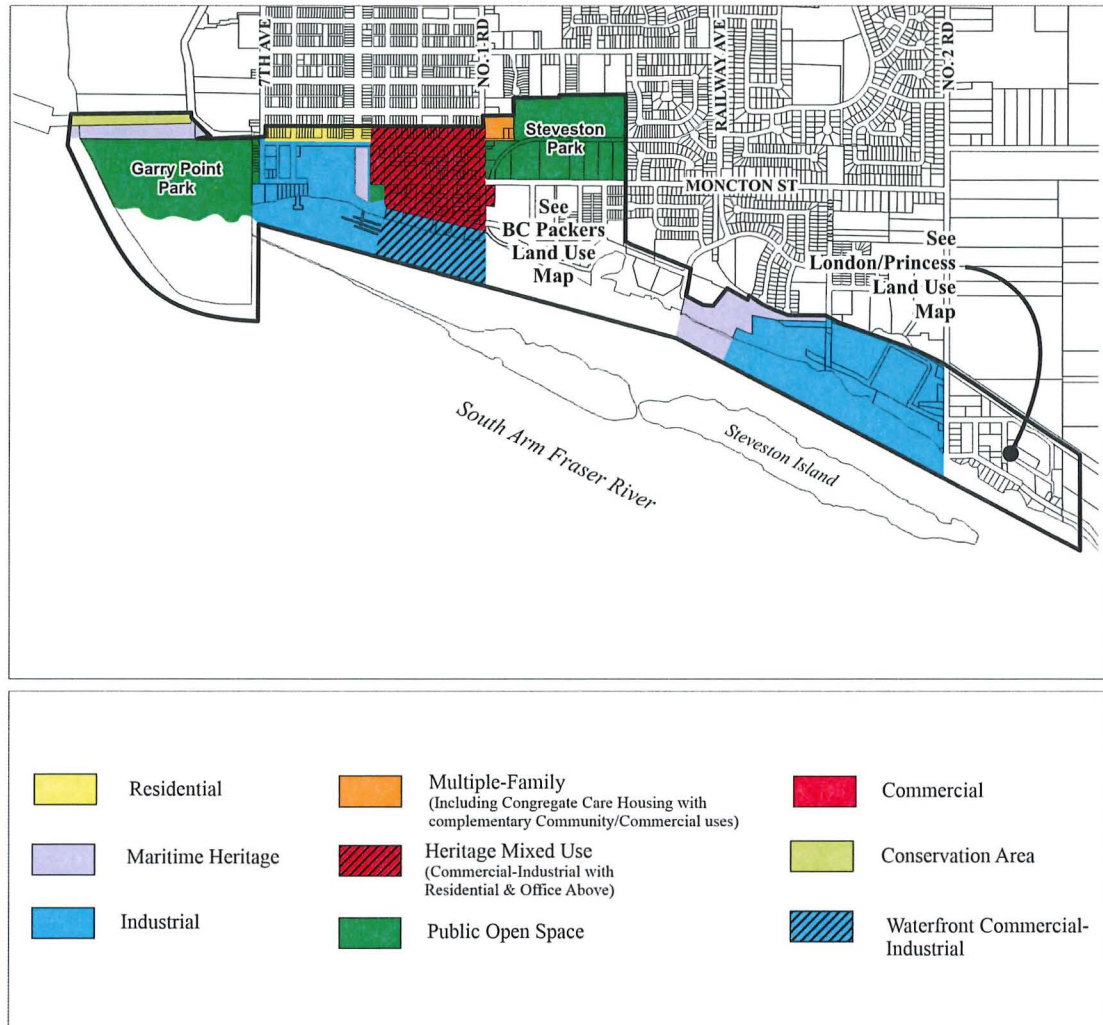 7TH AVE
NO. 1 RD
RAILWAY AVE
NO. 2 RD
Garry Point
Park
Steveston
Park
MONCTON ST
See
BC Packers
Land Use
Map
See
London/Princess
Land Use
Map
South Arm Fraser River
Steveston Island
Residential
Maritime Heritage
Industrial
Multiple-Family
(Including Congregate Care Housing with
complementary Community/Commercial uses)
Heritage Mixed Use
(Commercial-Industrial with
Residential & Office Above)
Public Open Space
Commercial
Conservation Area
Waterfront Commercial-
Industrial